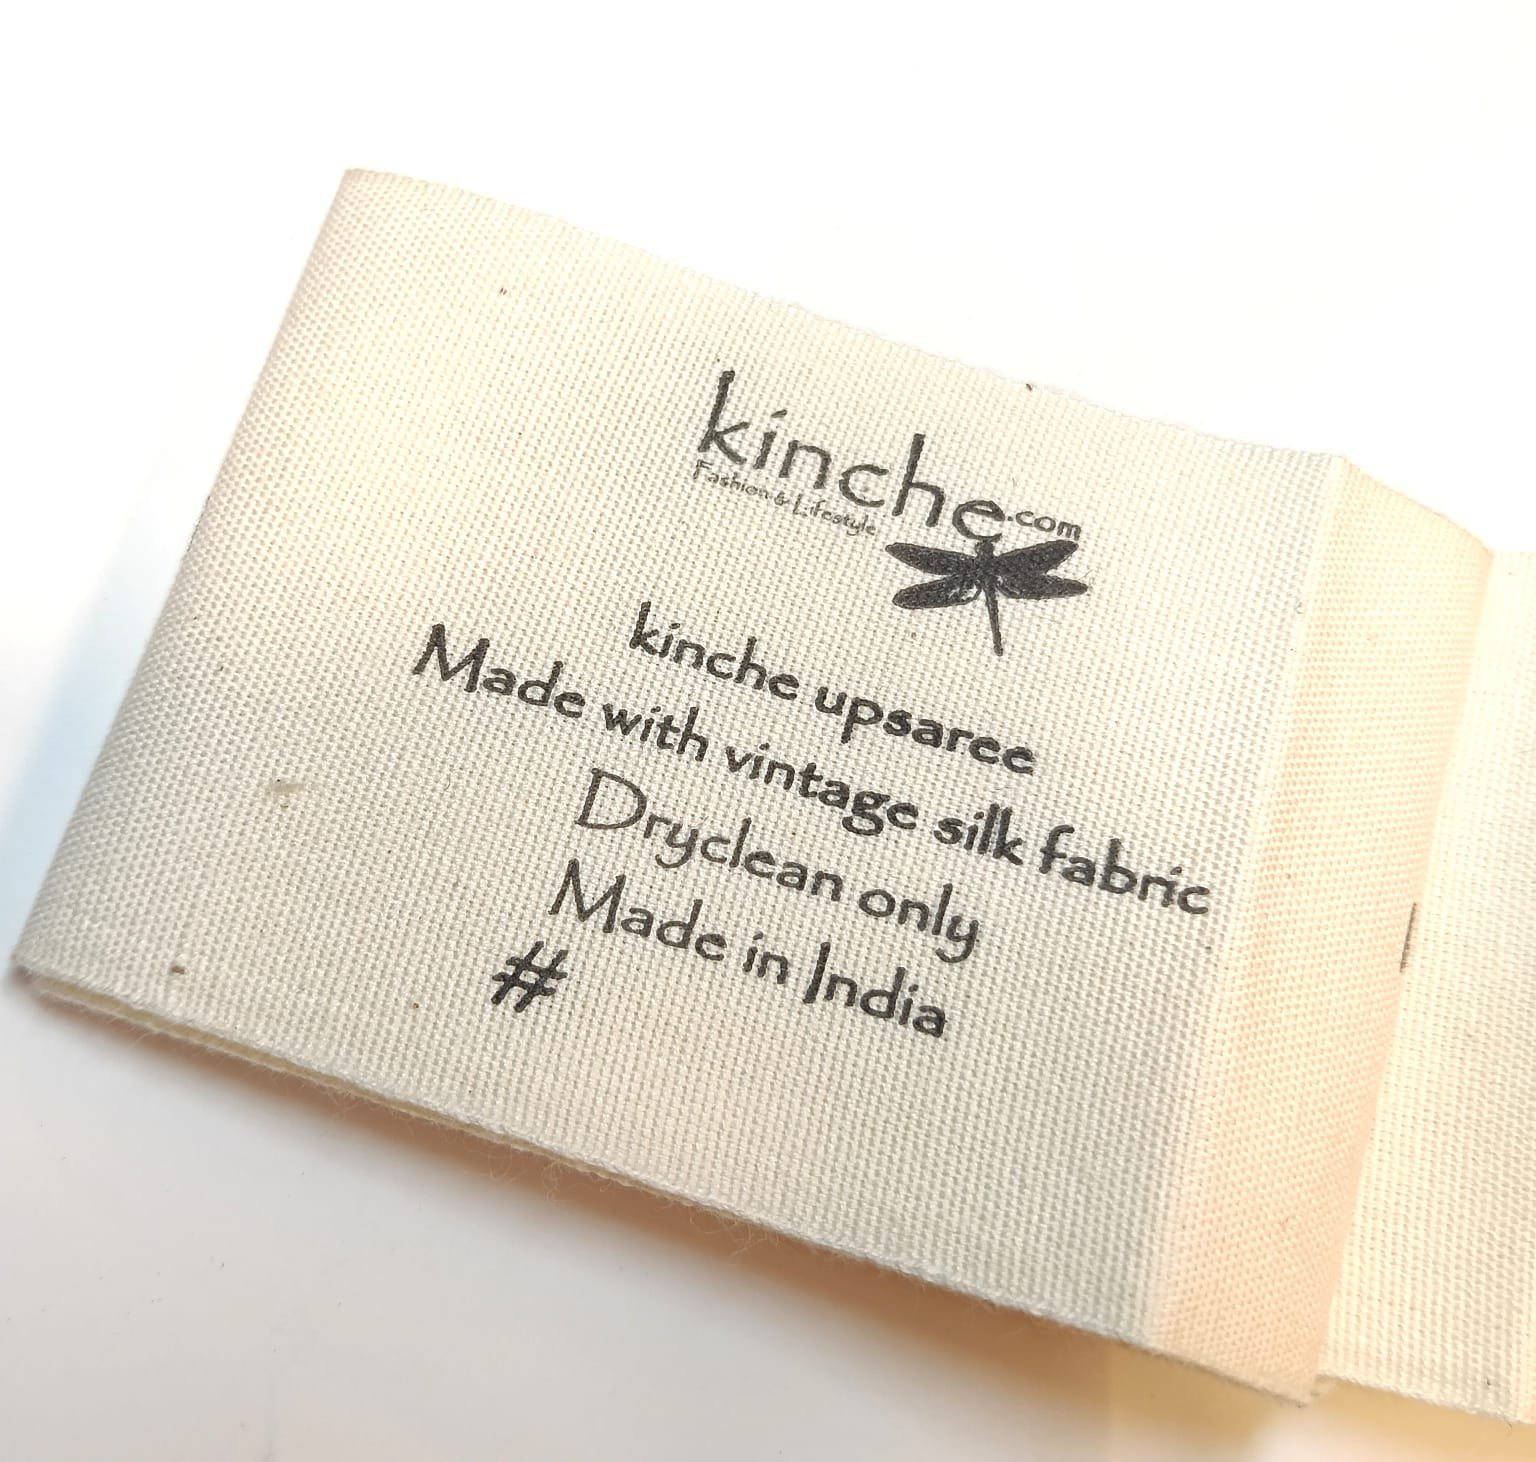 kinche.com
Fashion & Lifestyle
kinche upsaree
Made with vintage silk fabric
Dryclean only
Made in India
#